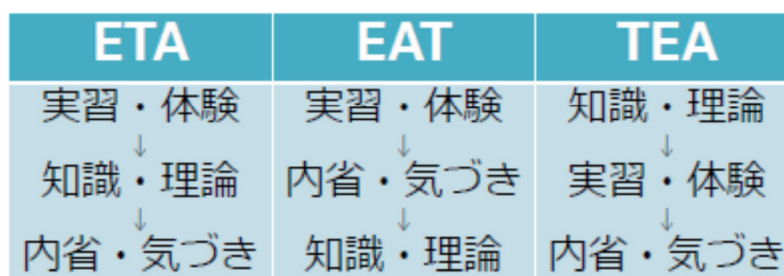 ETA EAT TEA
実習・体験 実習・体験 知識・理論
↓ ↓ ↓
知識・理論 内省・気づき 実習・体験
↓ ↓ ↓
内省・気づき 知識・理論 内省・気づき